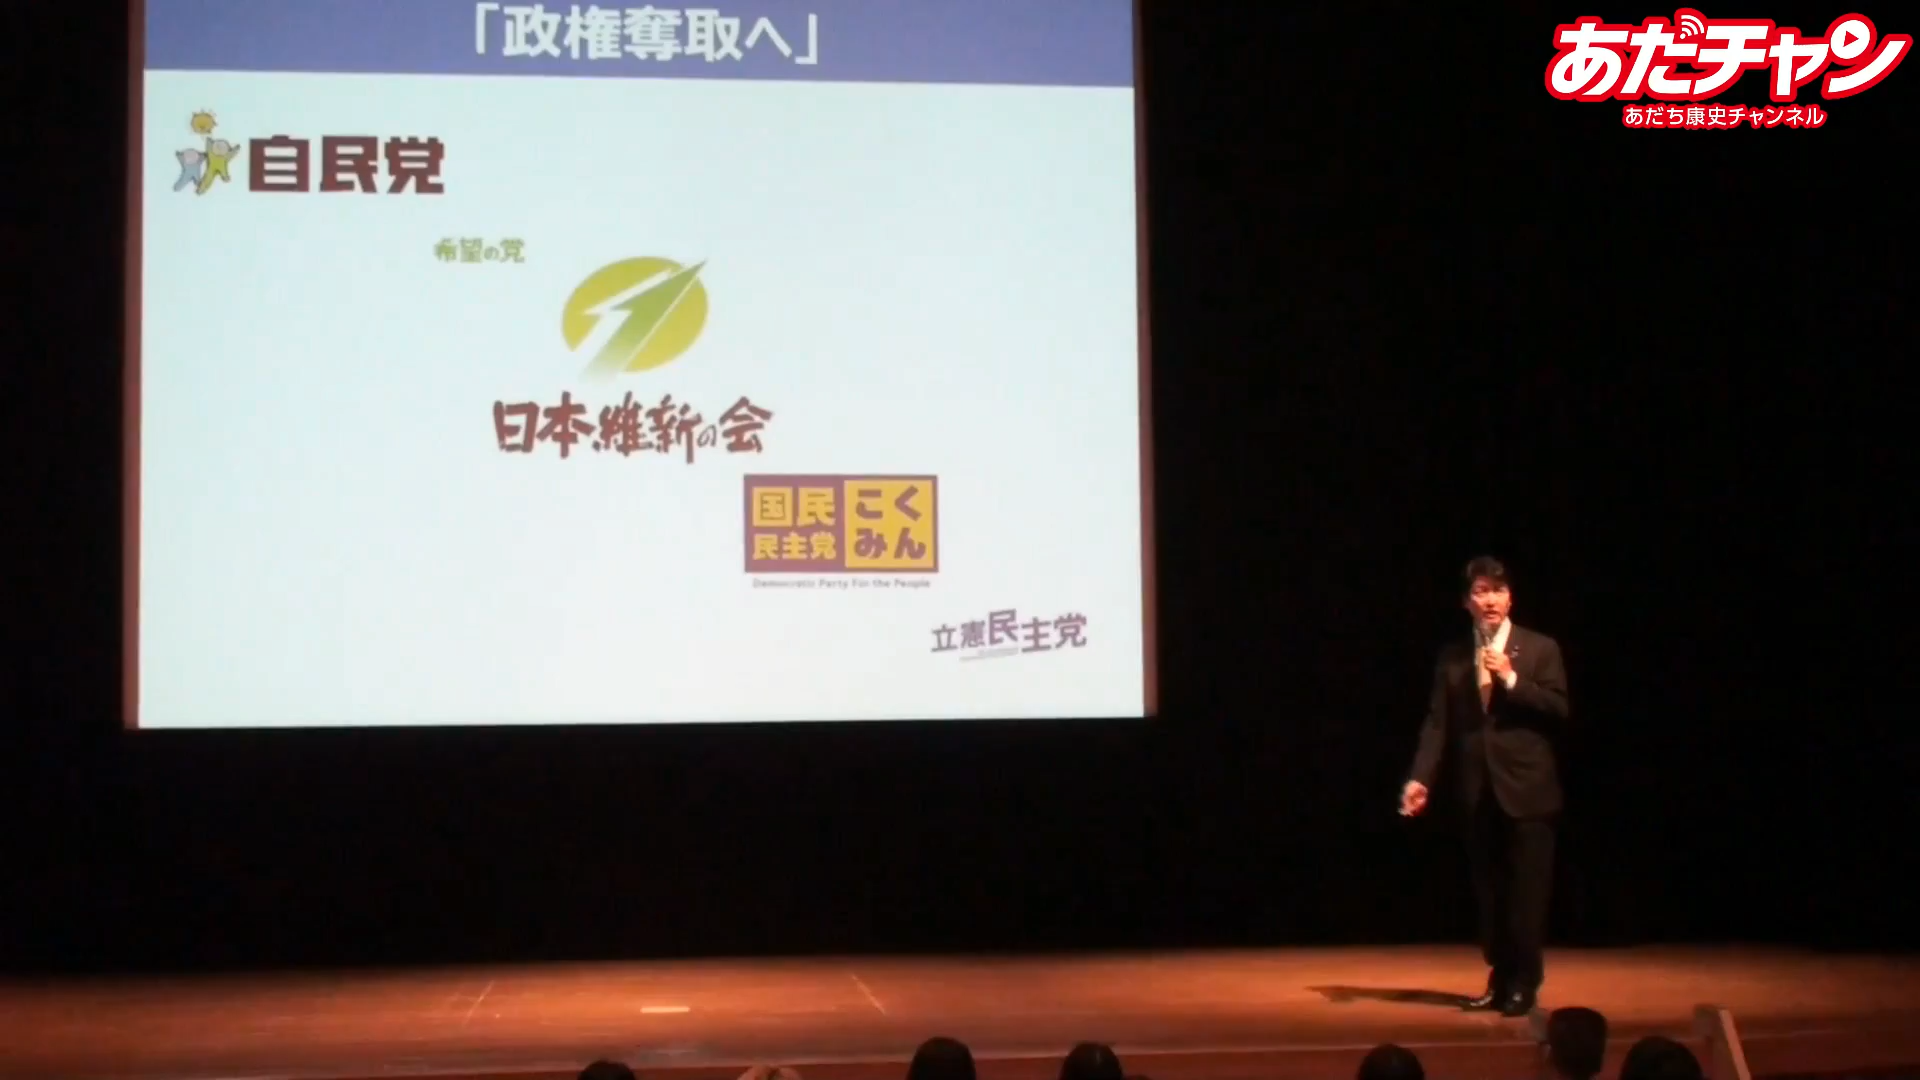 「政権奪取へ」
あだチャン
あだち康史チャンネル
自民党
希望の党
日本維新の会
国民
民主党
こく
みん
Democratic Party For the People
立憲民主党